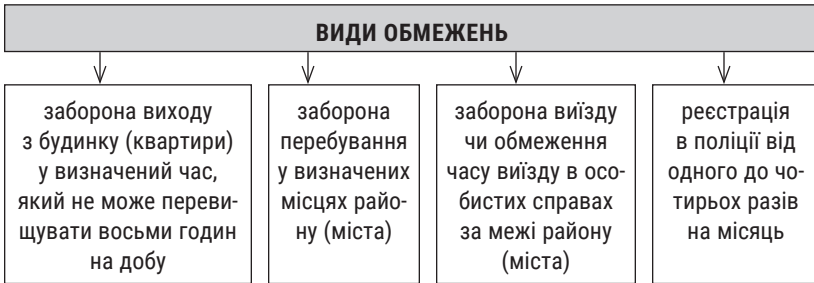 ВИДИ ОБМЕЖЕНЬ
заборона виходу
з будинку (квартири)
у визначений час,
який не може переви-
щувати восьми годин
на добу
заборона
перебування
у визначених
місцях райо-
ну (міста)
заборона виїзду
чи обмеження
часу виїзду в осо-
бистих справах
за межі району
(міста)
реєстрація
в поліції від
одного до чо-
тирьох разів
на місяць